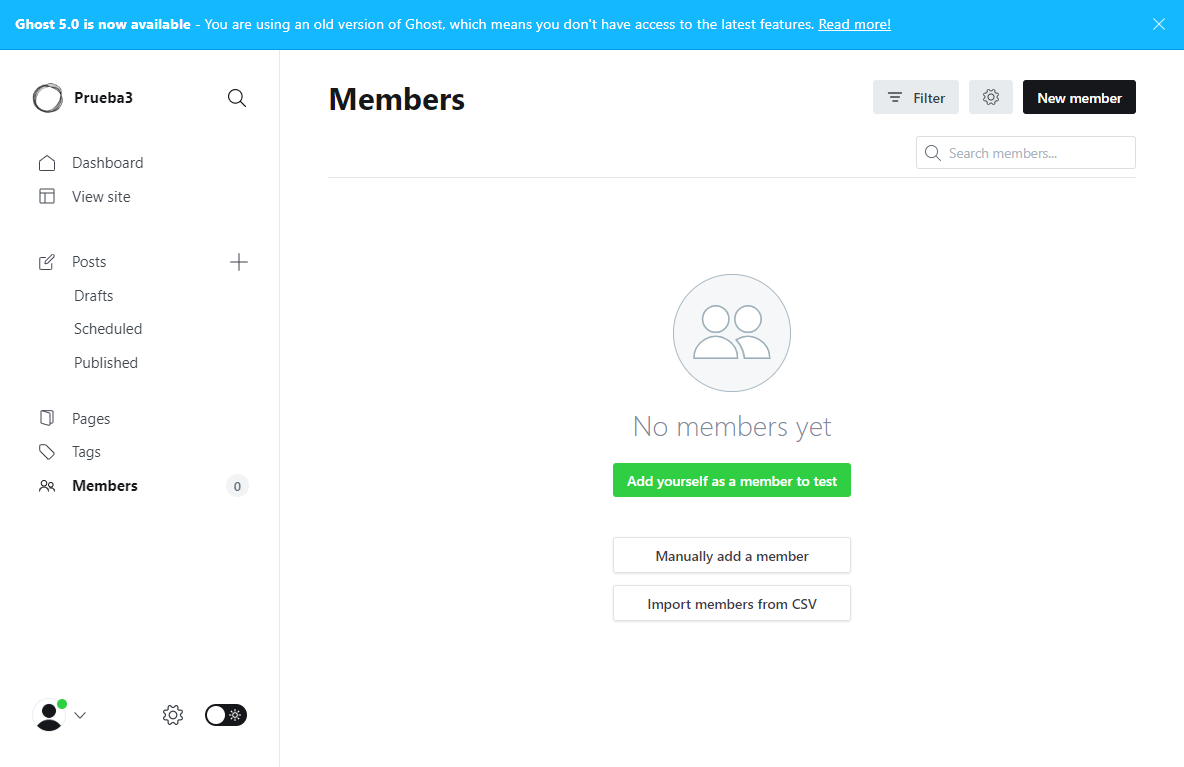 Ghost 5.0 is now available - You are using an old version of Ghost, which means you don't have access to the latest features. Read more!
Prueba3
Dashboard
View site
Posts
Drafts
Scheduled
Published
Pages
Tags
Members 0
Members
Filter
New member
Search members...
No members yet
Add yourself as a member to test
Manually add a member
Import members from CSV